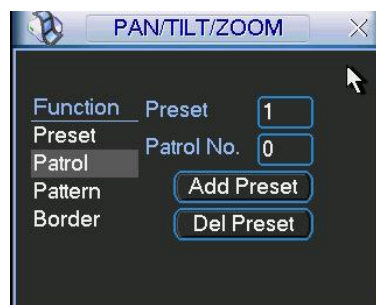 PAN/TILT/ZOOM
Function
Preset
Patrol
Pattern
Border
Preset 1
Patrol No. 0
Add Preset
Del Preset